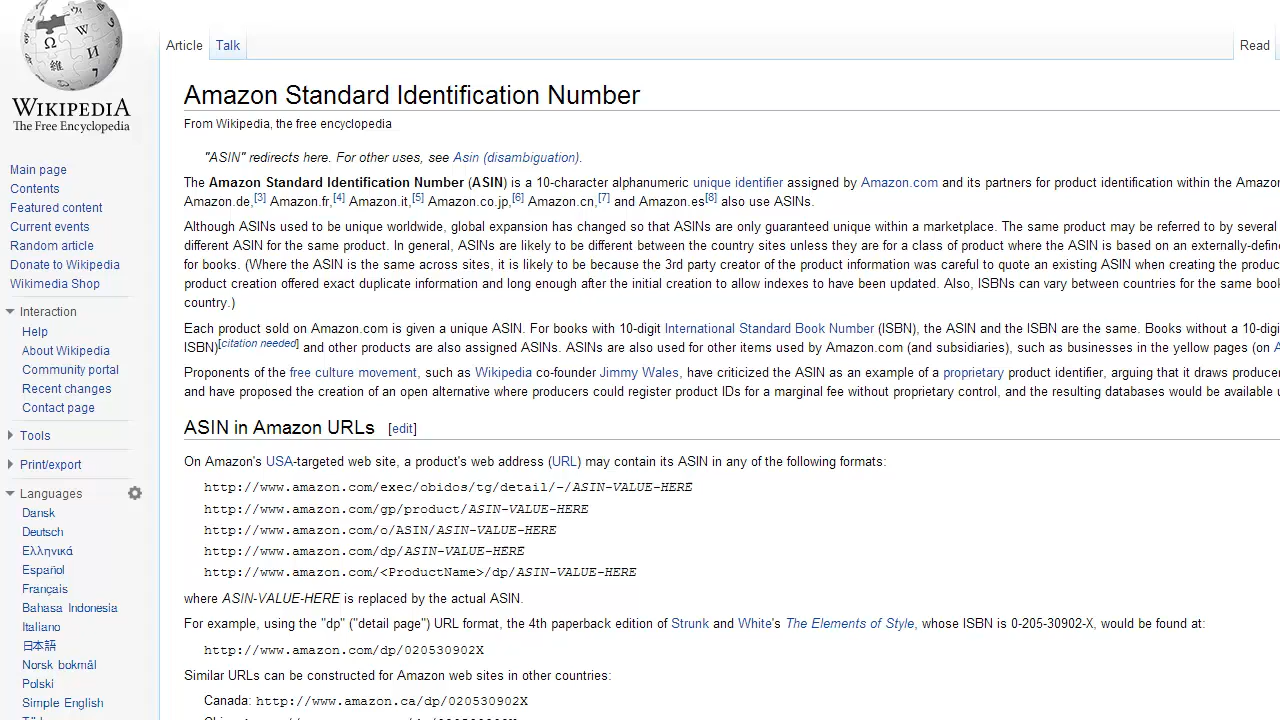 Article
Talk
Read
WIKIPEDIA
The Free Encyclopedia
Main page
Contents
Featured content
Current events
Random article
Donate to Wikipedia
Wikimedia Shop
Interaction
Help
About Wikipedia
Community portal
Recent changes
Contact page
Tools
Print/export
Languages
Dansk
Deutsch
Ελληνικά
Español
Français
Bahasa Indonesia
Italiano
日本語
Norsk bokmål
Polski
Simple English
Amazon Standard Identification Number
From Wikipedia, the free encyclopedia
"ASIN" redirects here. For other uses, see Asin (disambiguation).
The Amazon Standard Identification Number (ASIN) is a 10-character alphanumeric unique identifier assigned by Amazon.com and its partners for product identification within the Amazon
Amazon.de,[3] Amazon.fr,[4] Amazon.it,[5] Amazon.co.jp,[6] Amazon.cn,[7] and Amazon.es[8] also use ASINs.
Although ASINs used to be unique worldwide, global expansion has changed so that ASINs are only guaranteed unique within a marketplace. The same product may be referred to by several
different ASIN for the same product. In general, ASINs are likely to be different between the country sites unless they are for a class of product where the ASIN is based on an externally-define
for books. (Where the ASIN is the same across sites, it is likely to be because the 3rd party creator of the product information was careful to quote an existing ASIN when creating the produc
product creation offered exact duplicate information and long enough after the initial creation to allow indexes to have been updated. Also, ISBNs can vary between countries for the same book
country.)
Each product sold on Amazon.com is given a unique ASIN. For books with 10-digit International Standard Book Number (ISBN), the ASIN and the ISBN are the same. Books without a 10-digi
ISBN)[citation needed] and other products are also assigned ASINs. ASINs are also used for other items used by Amazon.com (and subsidiaries), such as businesses in the yellow pages (on A
Proponents of the free culture movement, such as Wikipedia co-founder Jimmy Wales, have criticized the ASIN as an example of a proprietary product identifier, arguing that it draws producer
and have proposed the creation of an open alternative where producers could register product IDs for a marginal fee without proprietary control, and the resulting databases would be available u
ASIN in Amazon URLs [edit]
On Amazon's USA-targeted web site, a product's web address (URL) may contain its ASIN in any of the following formats:
http://www.amazon.com/exec/obidos/tg/detail/-/ASIN-VALUE-HERE
http://www.amazon.com/gp/product/ASIN-VALUE-HERE
http://www.amazon.com/o/ASIN/ASIN-VALUE-HERE
http://www.amazon.com/dp/ASIN-VALUE-HERE
http://www.amazon.com/<ProductName>/dp/ASIN-VALUE-HERE
where ASIN-VALUE-HERE is replaced by the actual ASIN.
For example, using the "dp" ("detail page") URL format, the 4th paperback edition of Strunk and White's The Elements of Style, whose ISBN is 0-205-30902-X, would be found at:
http://www.amazon.com/dp/020530902X
Similar URLs can be constructed for Amazon web sites in other countries:
Canada: http://www.amazon.ca/dp/020530902X